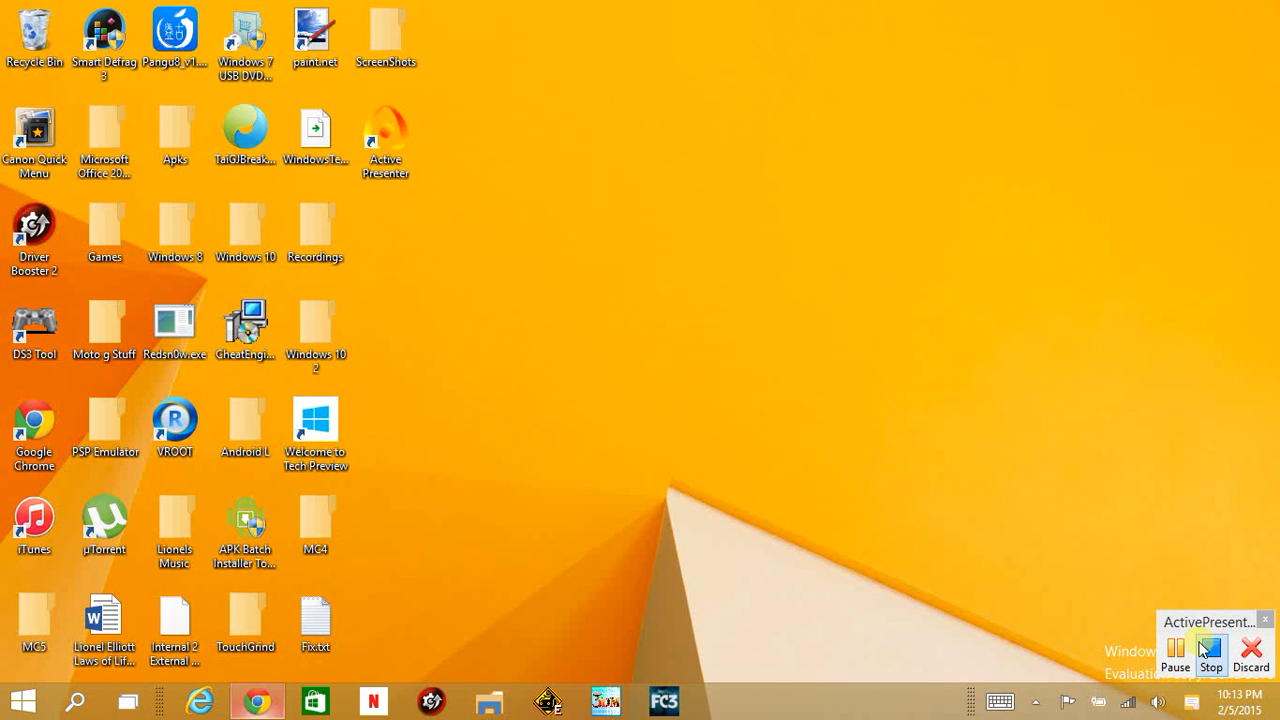 Recycle Bin
Smart Defrag
3
Pangu8_v1....
Windows 7
USB DVD...
paint.net
ScreenShots
Canon Quick
Menu
Microsoft
Office 20...
Apks
TaiGJBreak...
WindowsTe...
Active
Presenter
Driver
Booster 2
Games
Windows 8
Windows 10
Recordings
DS3 Tool
Moto g Stuff
Redsn0w.exe
CheatEngi...
Windows 10
2
Google
Chrome
PSP Emulator
R
VROOT
Android L
Welcome to
Tech Preview
iTunes
µTorrent
Lionels
Music
APK Batch
Installer To...
MC4
MC5
W
Lionel Elliott
Laws of Lif...
Internal 2
External ...
TouchGrind
Fix.txt
ActivePresent...
Pause
Stop
Discard
Window
Evaluation
N
E
FC3
10:13 PM
2/5/2015